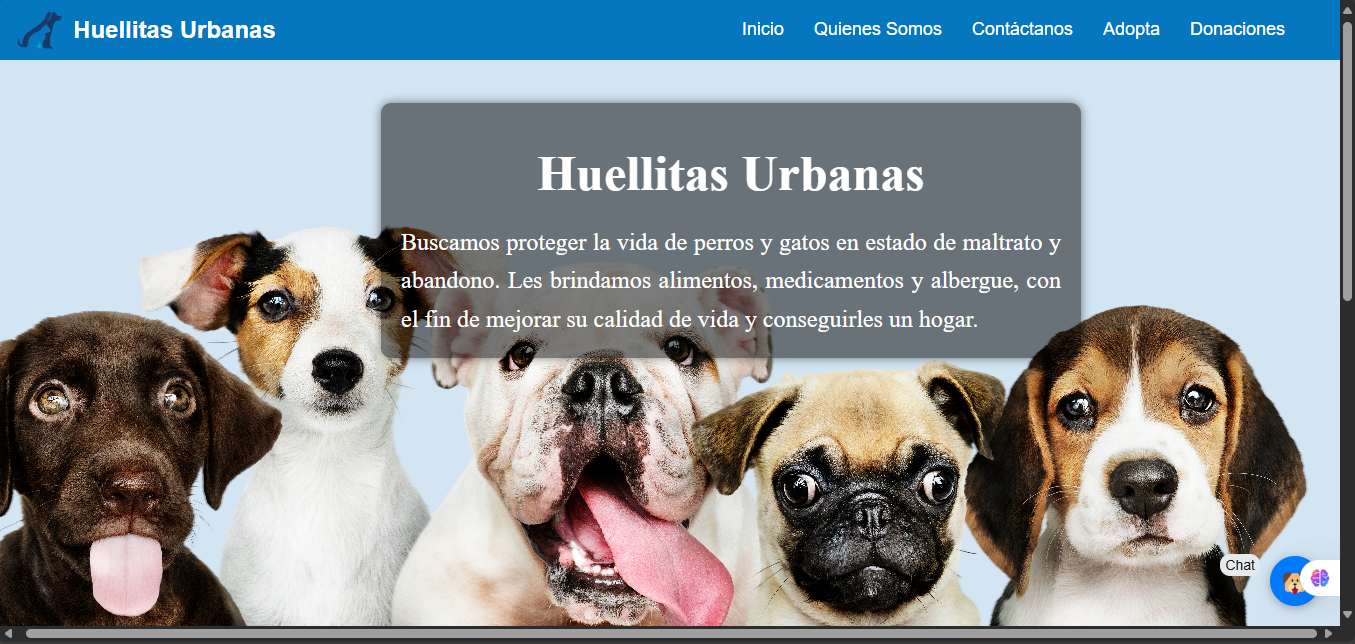 Huellitas Urbanas
Inicio Quienes Somos Contáctanos Adopta Donaciones
Huellitas Urbanas
Buscamos proteger la vida de perros y gatos en estado de maltrato y
abandono. Les brindamos alimentos, medicamentos y albergue, con
el fin de mejorar su calidad de vida y conseguirles un hogar.
Chat